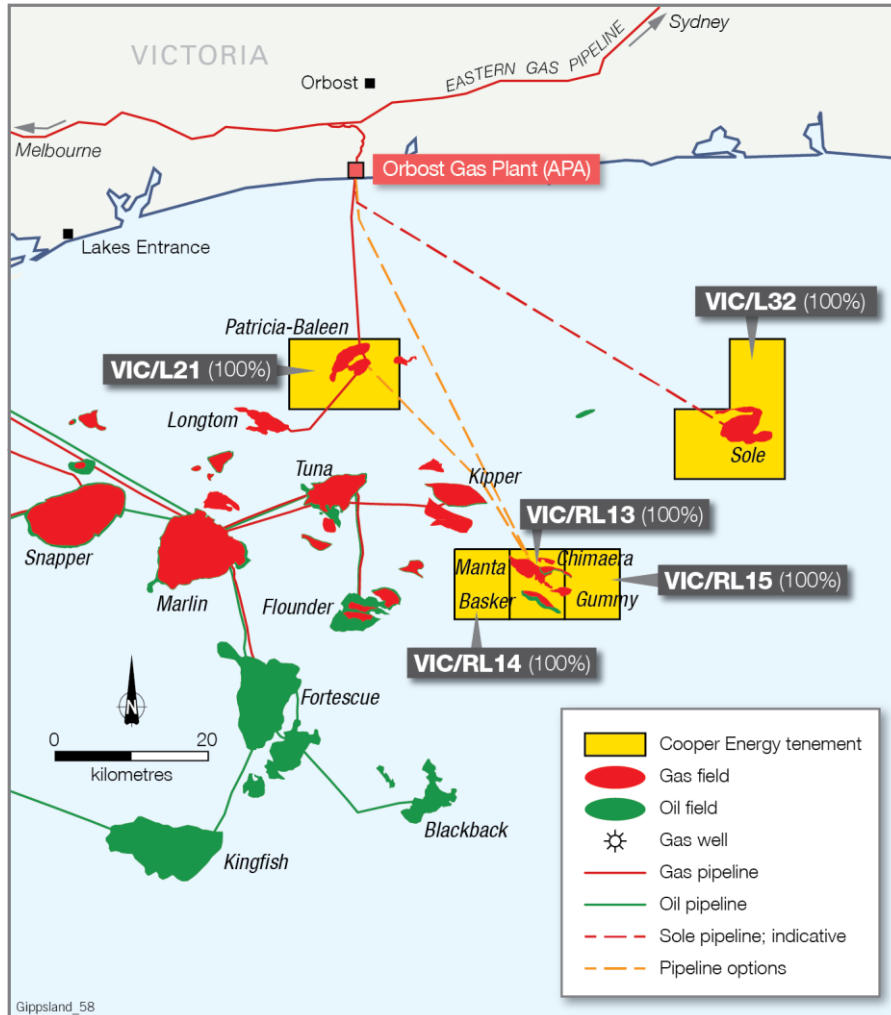 Sydney
VICTORIA
EASTERN GAS PIPELINE
Orbost
Melbourne
Orbost Gas Plant (APA)
Lakes Entrance
VIC/L32 (100%)
Patricia-Baleen
VIC/L21 (100%)
Longtom
Sole
Tuna
Kipper
VIC/RL13 (100%)
Snapper
Manta
Chimaera
VIC/RL15 (100%)
Marlin
Flounder
Basker
Gummy
VIC/RL14 (100%)
Fortescue
N
0 20
kilometres
Blackback
Kingfish
Cooper Energy tenement
Gas field
Oil field
Gas well
Gas pipeline
Oil pipeline
Sole pipeline; indicative
Pipeline options
Gippsland_58